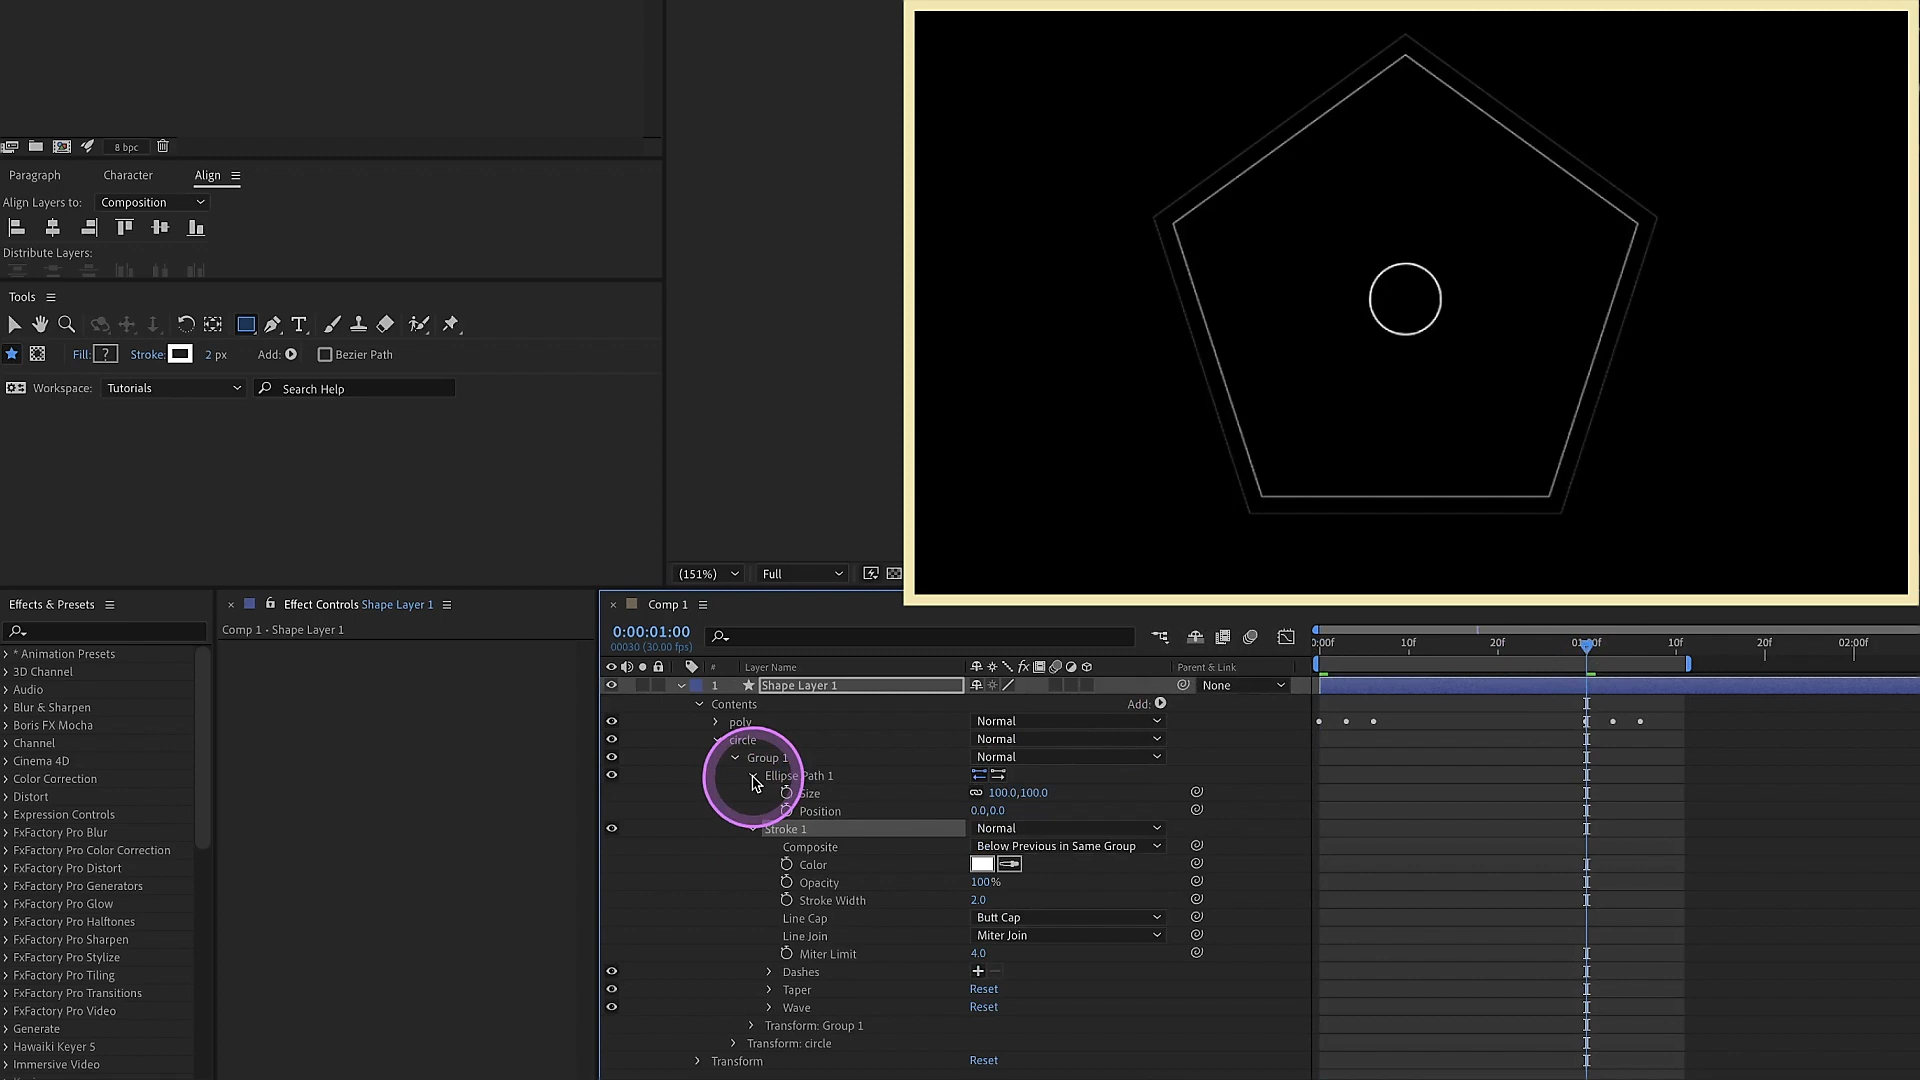 8 bpc
Paragraph Character Align
Align Layers to: Composition
Distribute Layers:
Tools
Fill: ? Stroke: 2 px Add: Bezier Path
Workspace: Tutorials Search Help
(151%) Full
Effects & Presets
* Animation Presets
3D Channel
Audio
Blur & Sharpen
Boris FX Mocha
Channel
Cinema 4D
Color Correction
Distort
Expression Controls
FxFactory Pro Blur
FxFactory Pro Color Correction
FxFactory Pro Distort
FxFactory Pro Generators
FxFactory Pro Glow
FxFactory Pro Halftones
FxFactory Pro Sharpen
FxFactory Pro Stylize
FxFactory Pro Tiling
FxFactory Pro Transitions
FxFactory Pro Video
Generate
Hawaiki Keyer 5
Immersive Video
Effect Controls Shape Layer 1
Comp 1 • Shape Layer 1
Comp 1
0:00:01:00
00030 (30.00 fps)
# Layer Name fx Parent & Link
:00f 10f 20f 10f 20f 02:00f
1 Shape Layer 1 None
Contents Add:
poly Normal
circle Normal
Group 1 Normal
Ellipse Path 1
Size 100.0,100.0
Position 0.0,0.0
Stroke 1 Normal
Composite Below Previous in Same Group
Color
Opacity 100%
Stroke Width 2.0
Line Cap Butt Cap
Line Join Miter Join
Miter Limit 4.0
Dashes
Taper Reset
Wave Reset
Transform: Group 1
Transform: circle
Transform Reset